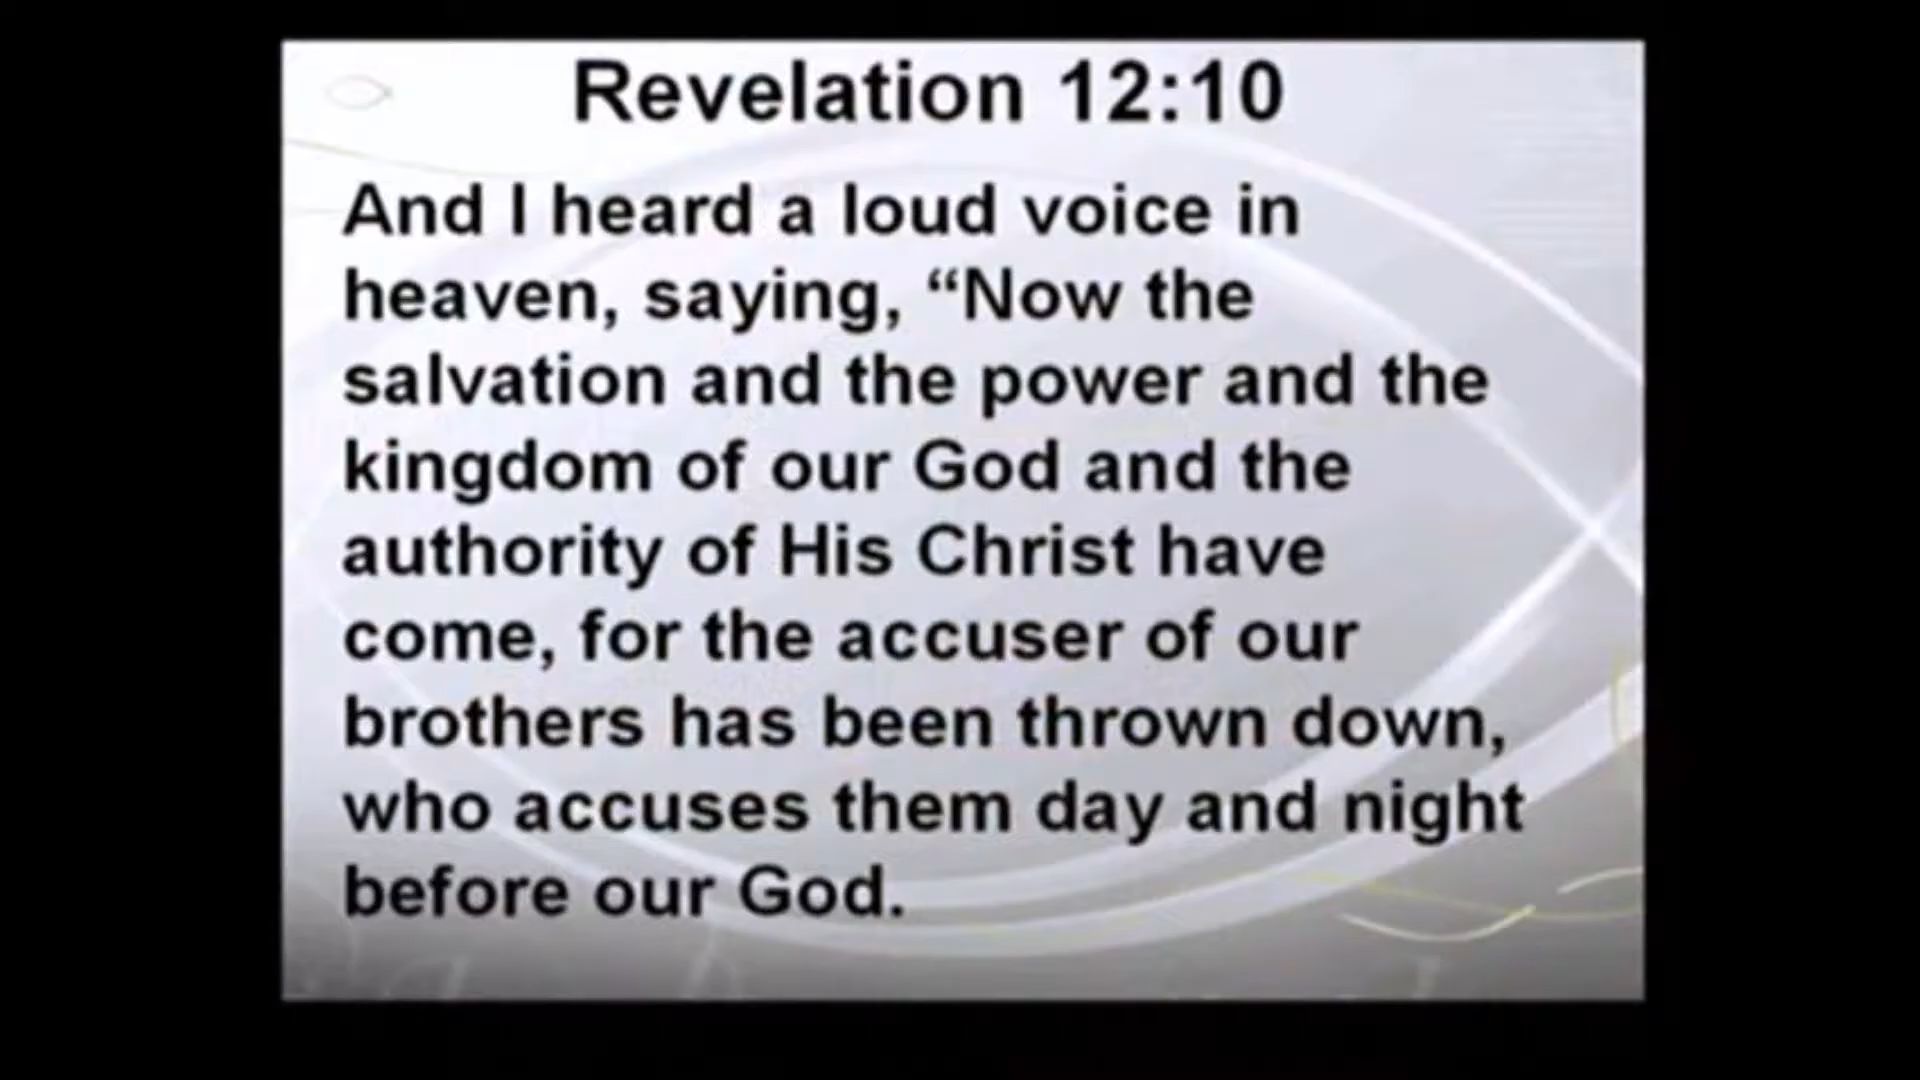 Revelation 12:10
And I heard a loud voice in
heaven, saying, “Now the
salvation and the power and the
kingdom of our God and the
authority of His Christ have
come, for the accuser of our
brothers has been thrown down,
who accuses them day and night
before our God.